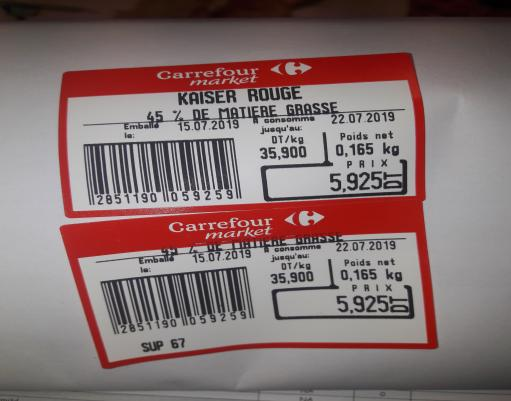 Carrefour
market
KAISER ROUGE
45 % DE MATIERE GRASSE
Emballé le: 15.07.2019
A consommer jusqu'au: 22.07.2019
DT/kg Poids net
35,900 0,165 kg
PRIX
5,925 DT
2851190 059259
Carrefour
market
45 % DE MATIERE GRASSE
Emballé le: 15.07.2019
A consommer jusqu'au: 22.07.2019
DT/kg Poids net
35,900 0,165 kg
PRIX
5,925 DT
2851190 059259
SUP 67